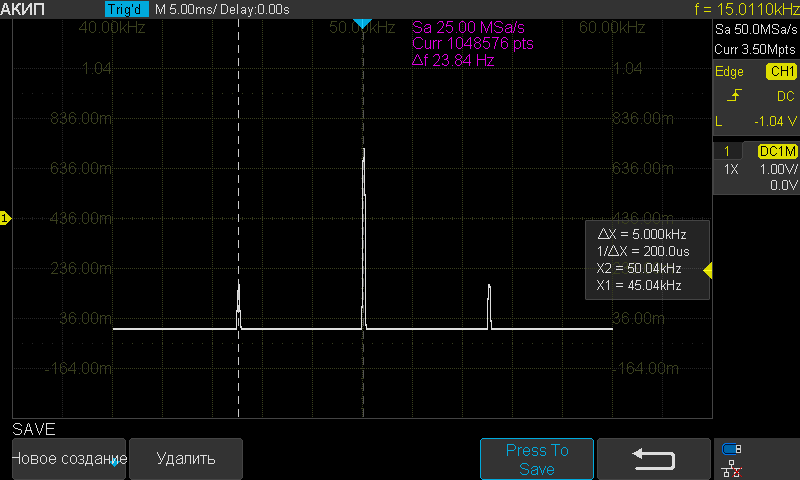 АКИП Trig'd M 5.00ms/ Delay:0.00s f = 15.0110kHz
40.00kHz 50.00kHz 60.00kHz
Sa 25.00 MSa/s
Curr 1048576 pts
Δf 23.84 Hz
Sa 50.0MSa/s
Curr 3.50Mpts
Edge CH1
DC
L -1.04 V
1 DC1M
1X 1.00V/
0.0V
1.04 1.04
836.00m 836.00m
636.00m 636.00m
436.00m 436.00m
1
236.00m 236.00m
36.00m 36.00m
-164.00m -164.00m
ΔX = 5.000kHz
1/ΔX = 200.0us
X2 = 50.04kHz
X1 = 45.04kHz
SAVE
Новое создание Удалить Press To
Save